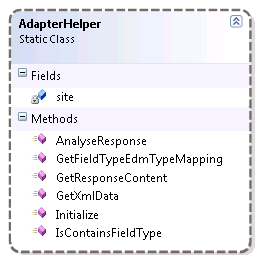 AdapterHelper
Static Class
Fields
site
Methods
AnalyseResponse
GetFieldTypeEdmTypeMapping
GetResponseContent
GetXmlData
Initialize
IsContainsFieldType